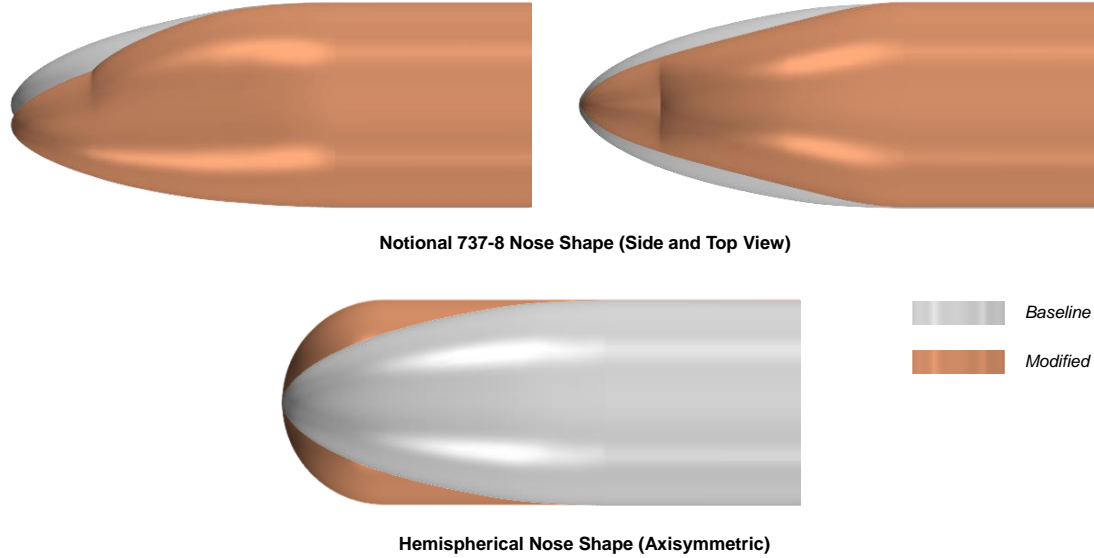 Notional 737-8 Nose Shape (Side and Top View)
Baseline
Modified
Hemispherical Nose Shape (Axisymmetric)